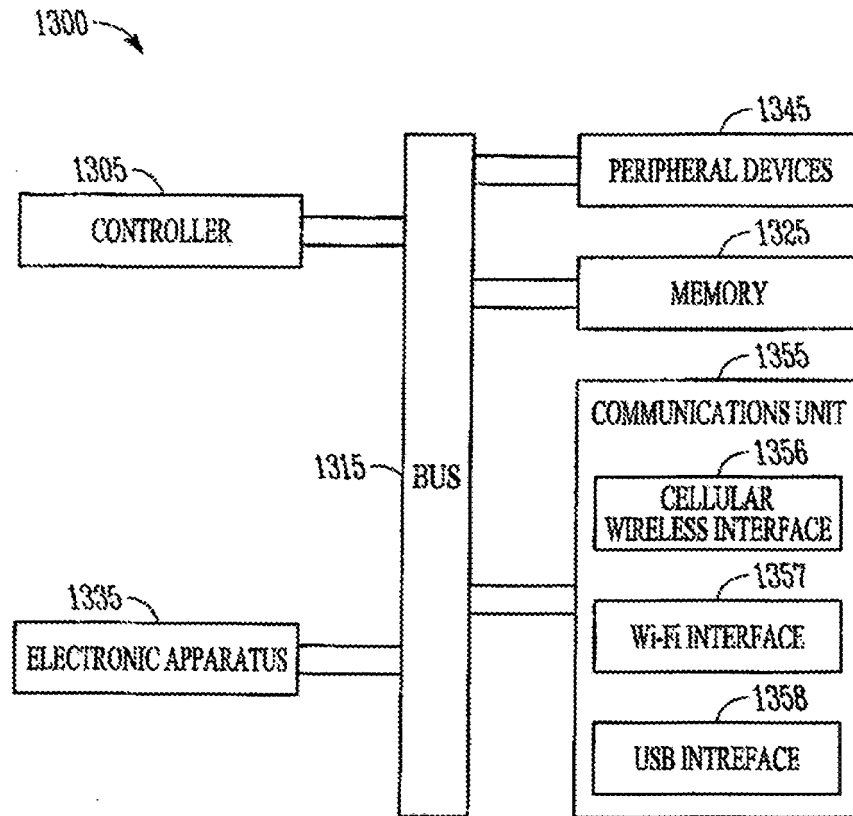 1300
1345
PERIPHERAL DEVICES
1305
CONTROLLER
1325
MEMORY
1355
COMMUNICATIONS UNIT
1356
CELLULAR
WIRELESS INTERFACE
1315
BUS
1357
Wi-Fi INTERFACE
1335
ELECTRONIC APPARATUS
1358
USB INTREFACE